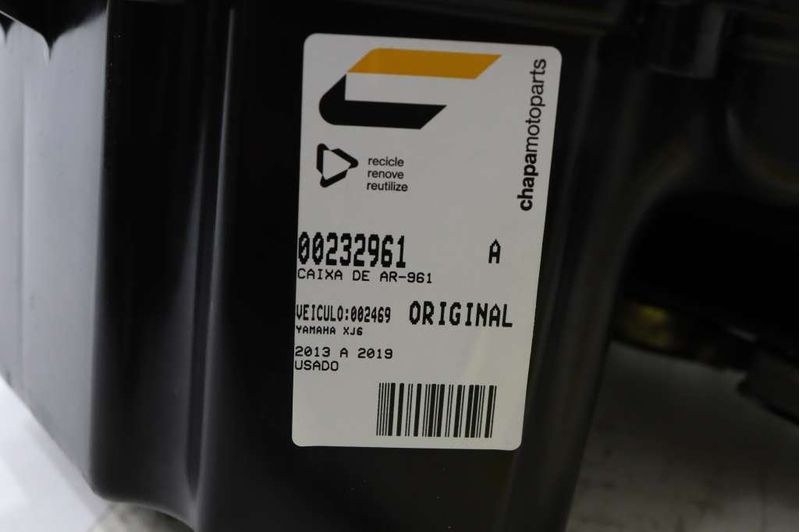 chapamotoparts
recicle
renove
reutilize
00232961 A
CAIXA DE AR-961
VEICULO:002469 ORIGINAL
YAMAHA XJ6
2013 A 2019
USADO